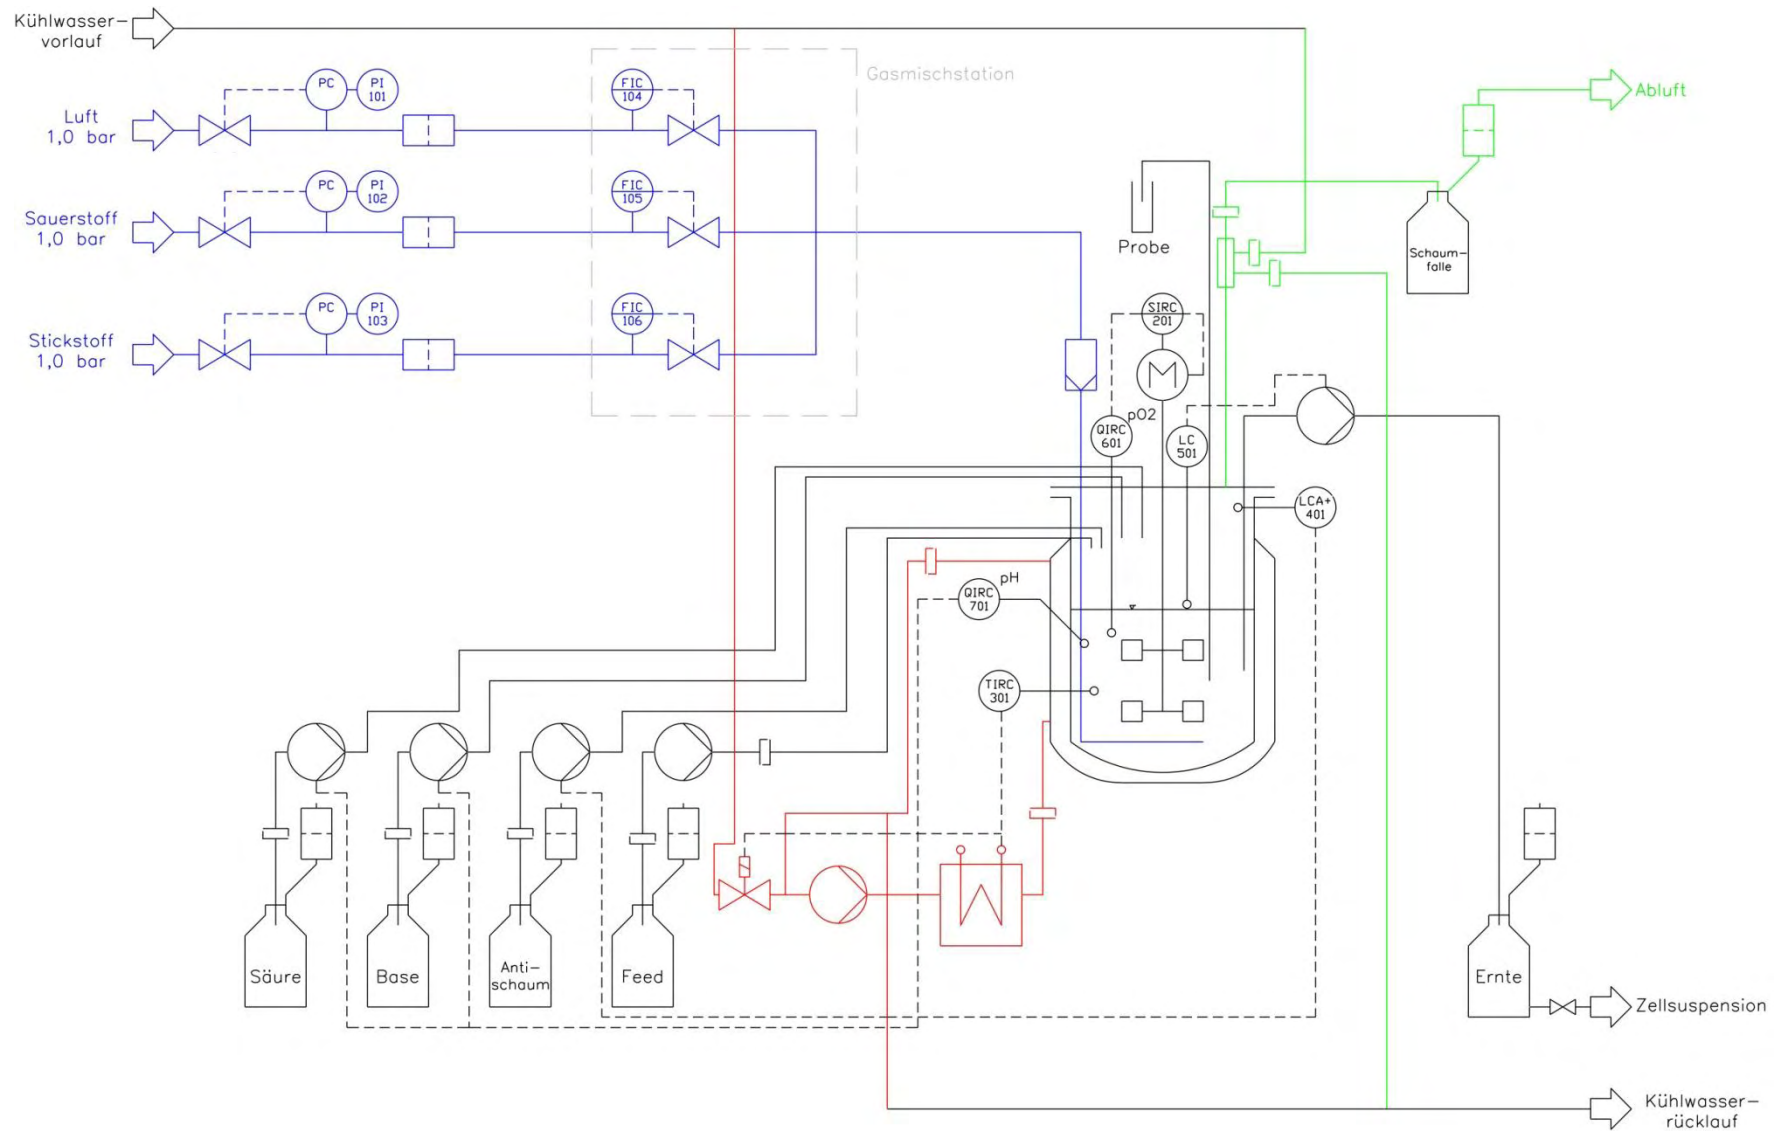 Kühlwasser-
vorlauf
Gasmischstation
PC
PI
101
FIC
104
Luft
1,0 bar
Abluft
PC
PI
102
FIC
105
Sauerstoff
1,0 bar
Probe
Schaum-
falle
PC
PI
103
FIC
106
Stickstoff
1,0 bar
SIRC
201
M
pO2
QIRC
601
LC
501
LCA+
401
pH
QIRC
701
TIRC
301
Säure
Base
Anti-
schaum
Feed
Ernte
Zellsuspension
Kühlwasser-
rücklauf